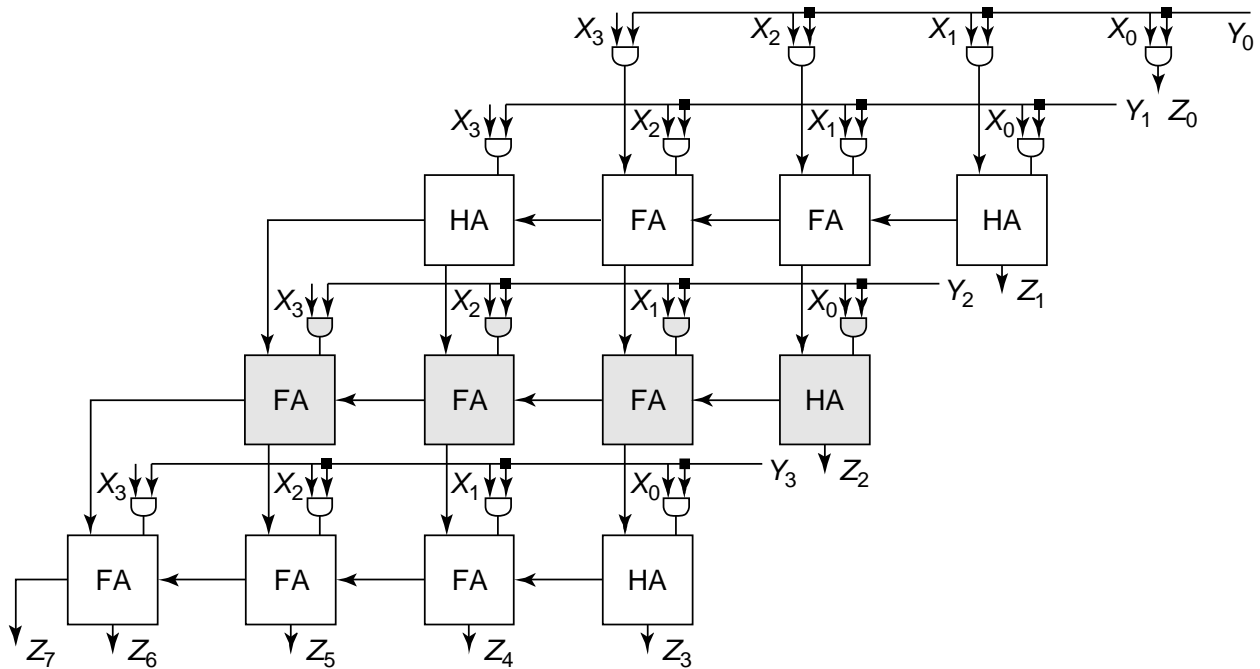 X3 X2 X1 X0 Y0
X3 X2 X1 X0 Y1 Z0
HA FA FA HA
X3 X2 X1 X0 Y2 Z1
FA FA FA HA
X3 X2 X1 X0 Y3 Z2
FA FA FA HA
Z7 Z6 Z5 Z4 Z3